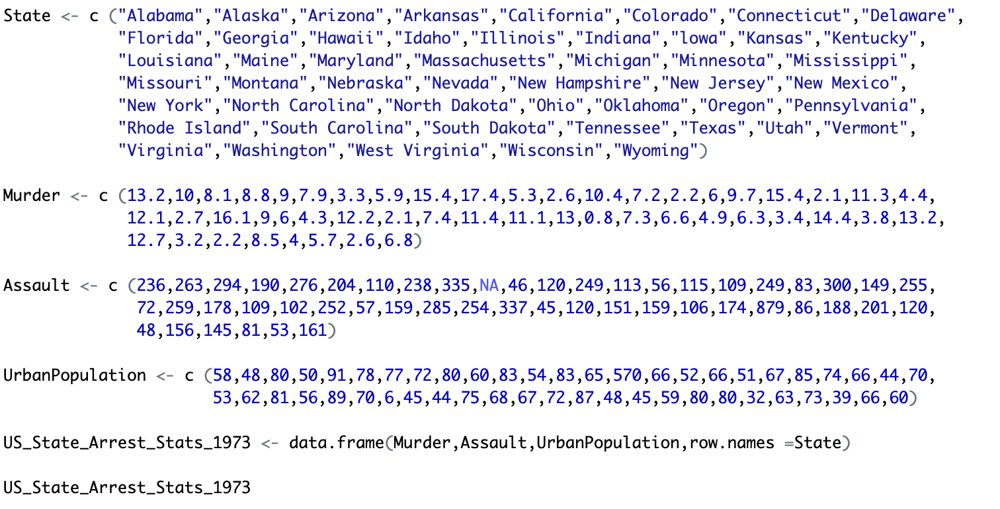 State <- c ("Alabama","Alaska","Arizona","Arkansas","California","Colorado","Connecticut","Delaware",
"Florida","Georgia","Hawaii","Idaho","Illinois","Indiana","lowa","Kansas","Kentucky",
"Louisiana","Maine","Maryland","Massachusetts","Michigan","Minnesota","Mississippi",
"Missouri","Montana","Nebraska","Nevada","New Hampshire","New Jersey","New Mexico",
"New York","North Carolina","North Dakota","Ohio","Oklahoma","Oregon","Pennsylvania",
"Rhode Island","South Carolina","South Dakota","Tennessee","Texas","Utah","Vermont",
"Virginia","Washington","West Virginia","Wisconsin","Wyoming")
Murder <- c (13.2,10,8.1,8.8,9,7.9,3.3,5.9,15.4,17.4,5.3,2.6,10.4,7.2,2.2,6,9.7,15.4,2.1,11.3,4.4,
12.1,2.7,16.1,9,6,4.3,12.2,2.1,7.4,11.4,11.1,13,0.8,7.3,6.6,4.9,6.3,3.4,14.4,3.8,13.2,
12.7,3.2,2.2,8.5,4,5.7,2.6,6.8)
Assault <- c (236,263,294,190,276,204,110,238,335,NA,46,120,249,113,56,115,109,249,83,300,149,255,
72,259,178,109,102,252,57,159,285,254,337,45,120,151,159,106,174,879,86,188,201,120,
48,156,145,81,53,161)
UrbanPopulation <- c (58,48,80,50,91,78,77,72,80,60,83,54,83,65,570,66,52,66,51,67,85,74,66,44,70,
53,62,81,56,89,70,6,45,44,75,68,67,72,87,48,45,59,80,80,32,63,73,39,66,60)
US_State_Arrest_Stats_1973 <- data.frame(Murder,Assault,UrbanPopulation,row.names =State)
US_State_Arrest_Stats_1973